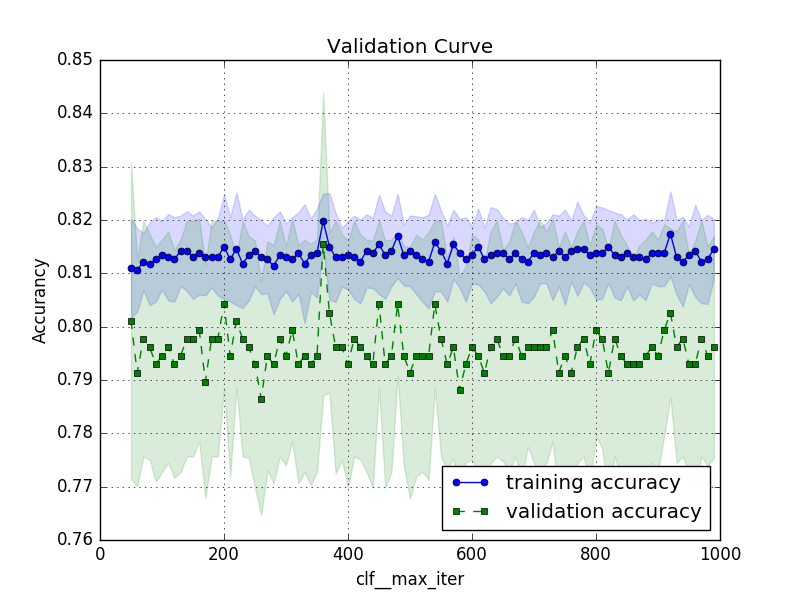 Validation Curve
0.85
0.84
0.83
0.82
0.81
0.80
0.79
0.78
0.77
0.76
Accurancy
training accuracy
validation accuracy
0 200 400 600 800 1000
clf__max_iter